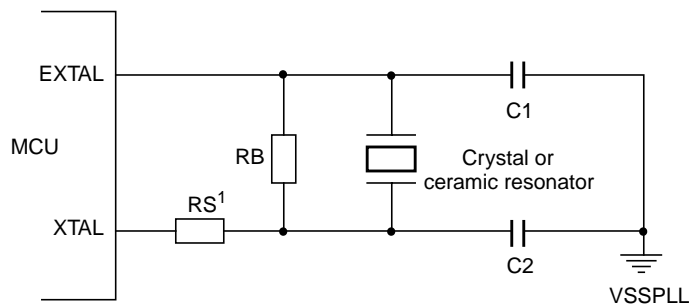 EXTAL
C1
MCU
RB
Crystal or
ceramic resonator
RS¹
XTAL
C2
VSSPLL